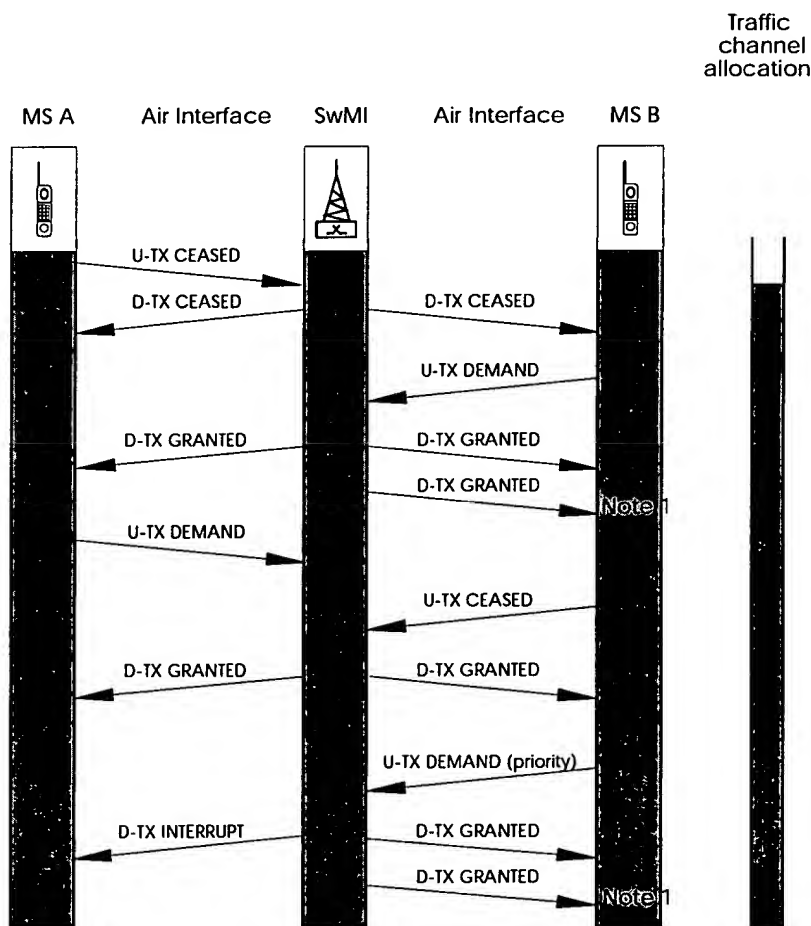 Traffic
channel
allocation
MS A Air Interface SwMI Air Interface MS B
U-TX CEASED
D-TX CEASED D-TX CEASED
U-TX DEMAND
D-TX GRANTED D-TX GRANTED
D-TX GRANTED Note 1
U-TX DEMAND
U-TX CEASED
D-TX GRANTED D-TX GRANTED
U-TX DEMAND (priority)
D-TX INTERRUPT D-TX GRANTED
D-TX GRANTED Note 1